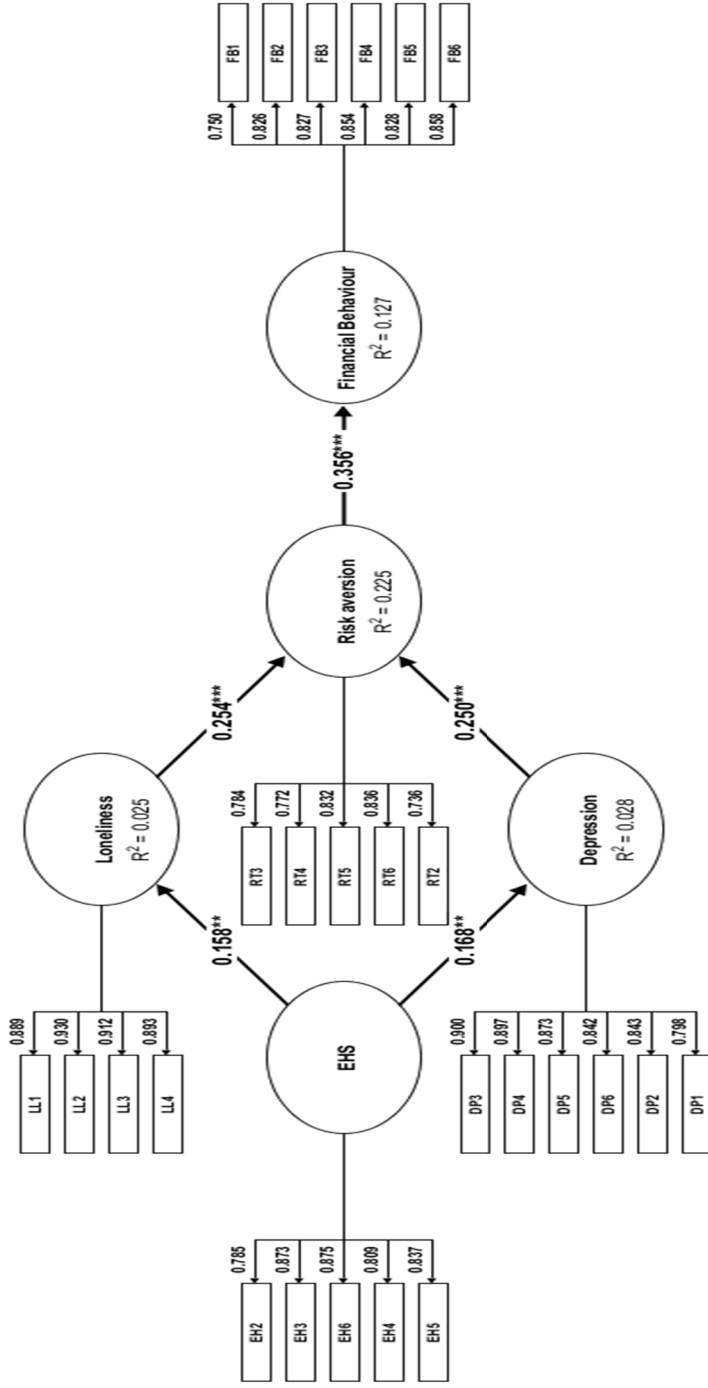 LL1
LL2
LL3
LL4
0.889
0.930
0.912
0.893
Loneliness
R² = 0.025
EH2
EH3
EH6
EH4
EH5
0.785
0.873
0.875
0.809
0.837
EHS
0.158**
0.168**
RT3
RT4
RT5
RT6
RT2
0.784
0.772
0.832
0.836
0.736
0.254***
0.250***
Risk aversion
R² = 0.225
0.356***
Financial Behaviour
R² = 0.127
0.750
0.826
0.827
0.854
0.828
0.858
FB1
FB2
FB3
FB4
FB5
FB6
DP3
DP4
DP5
DP6
DP2
DP1
0.900
0.897
0.873
0.842
0.843
0.798
Depression
R² = 0.028